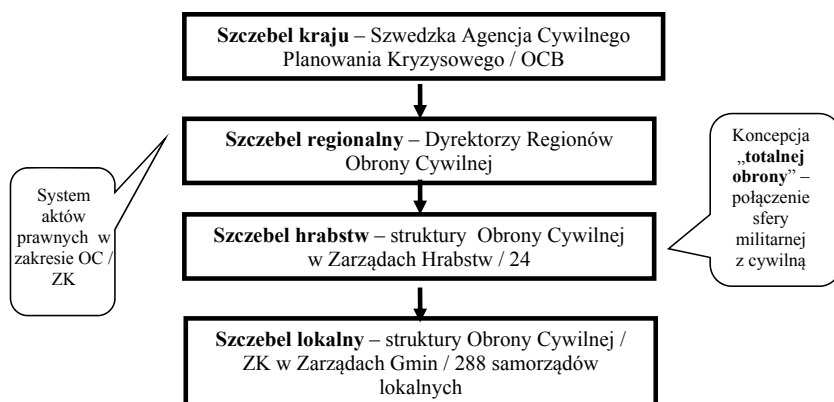 Szczebel kraju – Szwedzka Agencja Cywilnego
Planowania Kryzysowego / OCB
Szczebel regionalny – Dyrektorzy Regionów
Obrony Cywilnej
Szczebel hrabstw – struktury Obrony Cywilnej
w Zarządach Hrabstw / 24
Szczebel lokalny – struktury Obrony Cywilnej /
ZK w Zarządach Gmin / 288 samorządów
lokalnych
System
aktów
prawnych w
zakresie OC /
ZK
Koncepcja
„totalnej
obrony” –
połączenie
sfery
militarnej
z cywilną